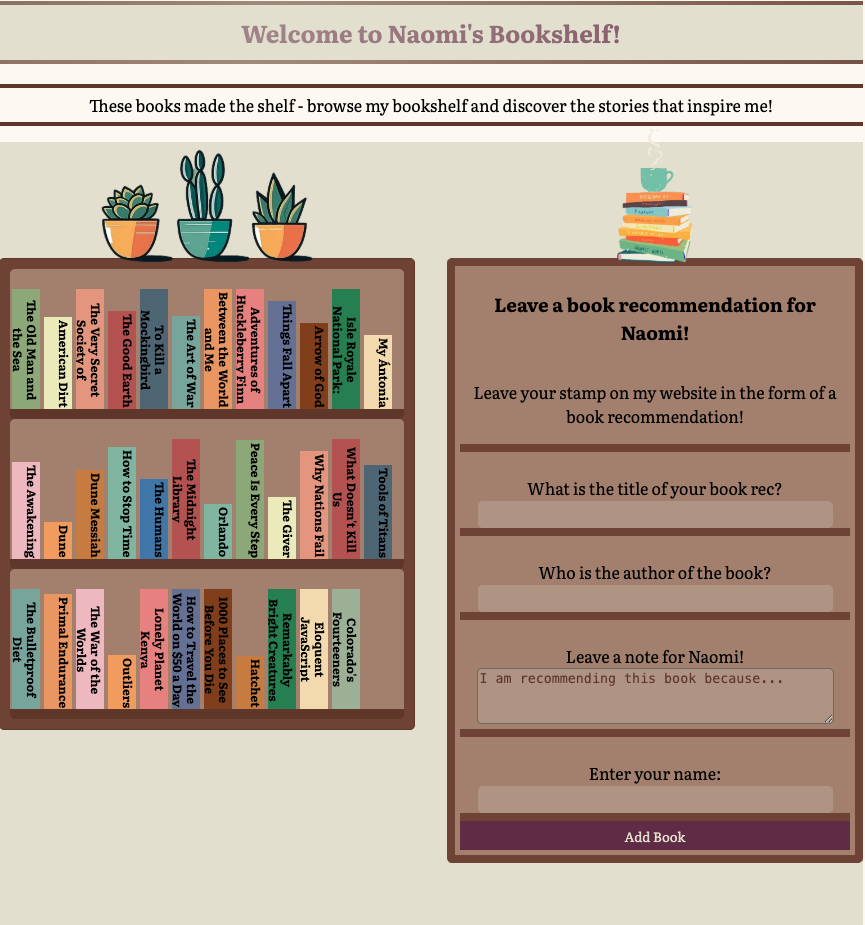 Welcome to Naomi's Bookshelf!
These books made the shelf - browse my bookshelf and discover the stories that inspire me!
The Old Man and
the Sea
American Dirt
The Very Secret
Society of
The Good Earth
To Kill a
Mockingbird
The Art of War
Between the World
and Me
Adventures of
Huckleberry Finn
Things Fall Apart
Arrow of God
Isle Royale
National Park:
My Ántonia
The Awakening
Dune
Dune Messiah
How to Stop Time
The Humans
The Midnight
Library
Orlando
Peace Is Every Step
The Giver
Why Nations Fail
What Doesn't Kill
Us
Tools of Titans
The Bulletproof
Diet
Primal Endurance
The War of the
Worlds
Outliers
Lonely Planet
Kenya
How to Travel the
World on $50 a Day
1000 Places to See
Before You Die
Hatchet
Remarkably
Bright Creatures
Eloquent
JavaScript
Colorado's
Fourteeners
Leave a book recommendation for
Naomi!
Leave your stamp on my website in the form of a
book recommendation!
What is the title of your book rec?
Who is the author of the book?
Leave a note for Naomi!
I am recommending this book because...
Enter your name:
Add Book